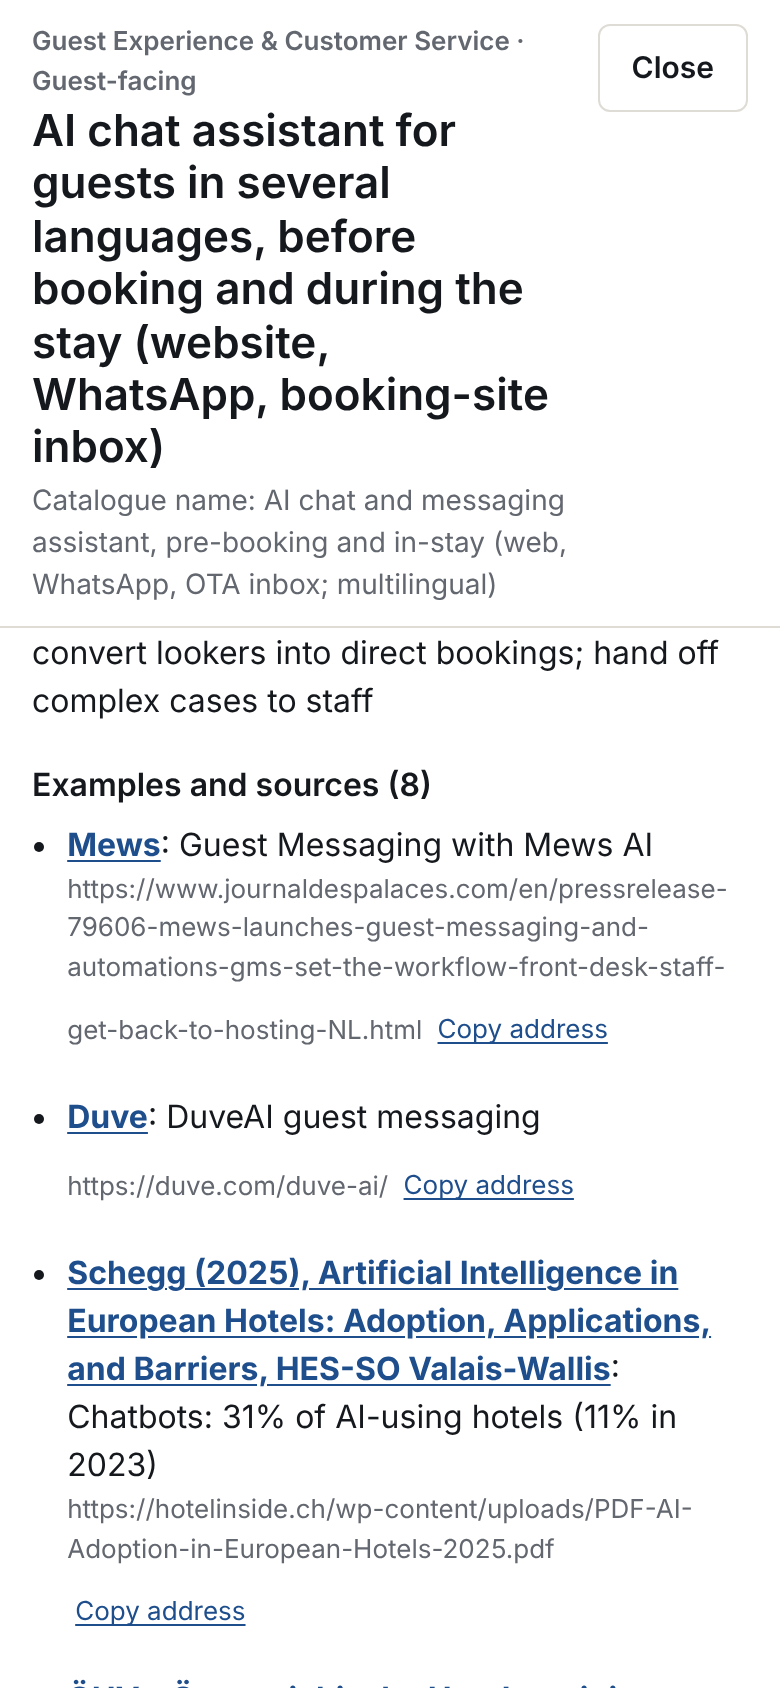 Guest Experience & Customer Service ·
Guest-facing
Close
AI chat assistant for
guests in several
languages, before
booking and during the
stay (website,
WhatsApp, booking-site
inbox)
Catalogue name: AI chat and messaging
assistant, pre-booking and in-stay (web,
WhatsApp, OTA inbox; multilingual)
convert lookers into direct bookings; hand off
complex cases to staff
Examples and sources (8)
• Mews: Guest Messaging with Mews AI
https://www.journaldespalaces.com/en/pressrelease-
79606-mews-launches-guest-messaging-and-
automations-gms-set-the-workflow-front-desk-staff-
get-back-to-hosting-NL.html Copy address
• Duve: DuveAI guest messaging
https://duve.com/duve-ai/ Copy address
• Schegg (2025), Artificial Intelligence in
European Hotels: Adoption, Applications,
and Barriers, HES-SO Valais-Wallis:
Chatbots: 31% of AI-using hotels (11% in
2023)
https://hotelinside.ch/wp-content/uploads/PDF-AI-
Adoption-in-European-Hotels-2025.pdf
Copy address